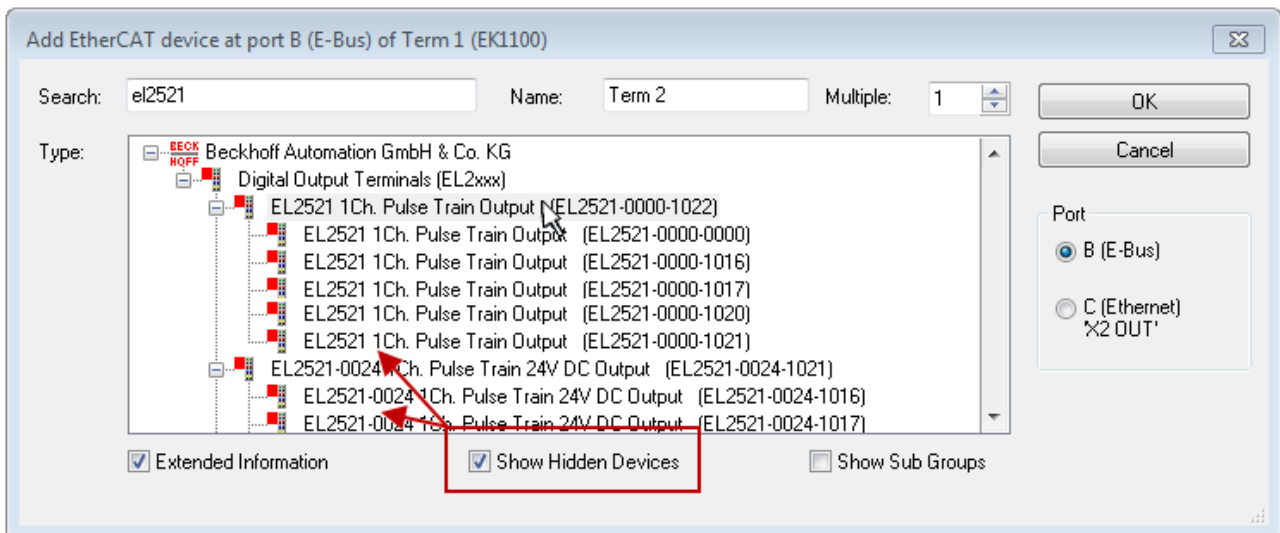 Add EtherCAT device at port B (E-Bus) of Term 1 (EK1100)
Search: el2521 Name: Term 2 Multiple: 1 OK
Type: BECKHOFF Beckhoff Automation GmbH & Co. KG Cancel
Digital Output Terminals (EL2xxx)
EL2521 1Ch. Pulse Train Output (EL2521-0000-1022)
EL2521 1Ch. Pulse Train Output (EL2521-0000-0000)
EL2521 1Ch. Pulse Train Output (EL2521-0000-1016)
EL2521 1Ch. Pulse Train Output (EL2521-0000-1017)
EL2521 1Ch. Pulse Train Output (EL2521-0000-1020)
EL2521 1Ch. Pulse Train Output (EL2521-0000-1021)
EL2521-0024 1Ch. Pulse Train 24V DC Output (EL2521-0024-1021)
EL2521-0024 1Ch. Pulse Train 24V DC Output (EL2521-0024-1016)
EL2521-0024 1Ch. Pulse Train 24V DC Output (EL2521-0024-1017)
Port
B (E-Bus)
C (Ethernet)
'X2 OUT'
Extended Information Show Hidden Devices Show Sub Groups